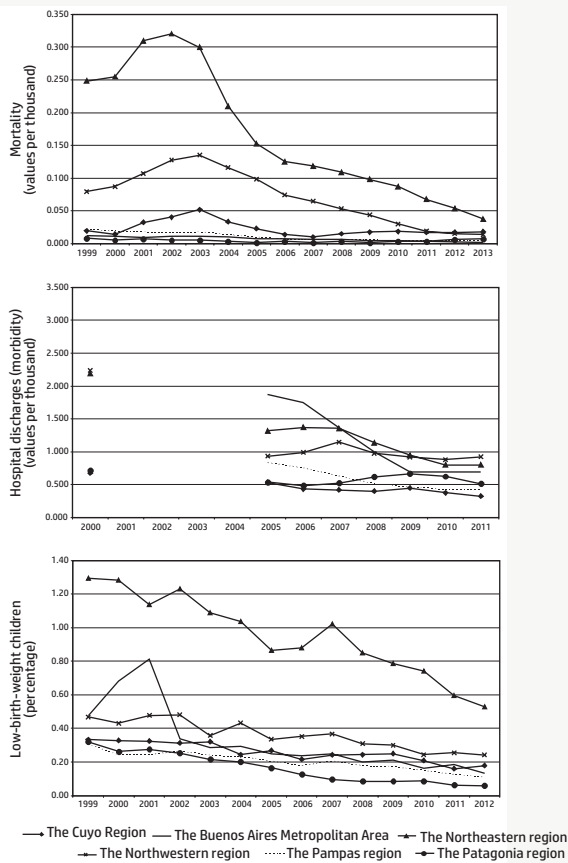 Mortality
(values per thousand)
0.350
0.300
0.250
0.200
0.150
0.100
0.050
0.000
1999 2000 2001 2002 2003 2004 2005 2006 2007 2008 2009 2010 2011 2012 2013
Hospital discharges (morbidity)
(values per thousand)
3.500
3.000
2.500
2.000
1.500
1.000
0.500
0.000
2000 2001 2002 2003 2004 2005 2006 2007 2008 2009 2010 2011
Low-birth-weight children
(percentage)
1.40
1.20
1.00
0.80
0.60
0.40
0.20
0.00
1999 2000 2001 2002 2003 2004 2005 2006 2007 2008 2009 2010 2011 2012
The Cuyo Region The Buenos Aires Metropolitan Area The Northeastern region
The Northwestern region The Pampas region The Patagonia region